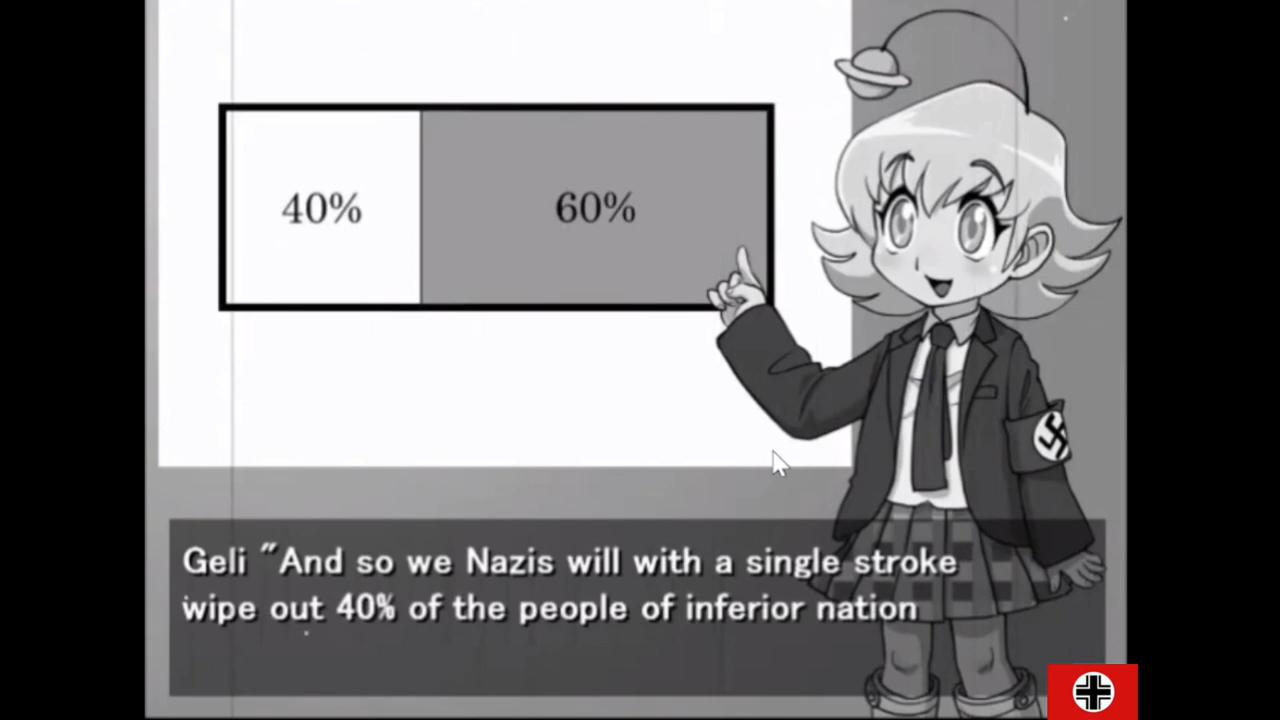 40% 60%
Geli "And so we Nazis will with a single stroke
wipe out 40% of the people of inferior nation